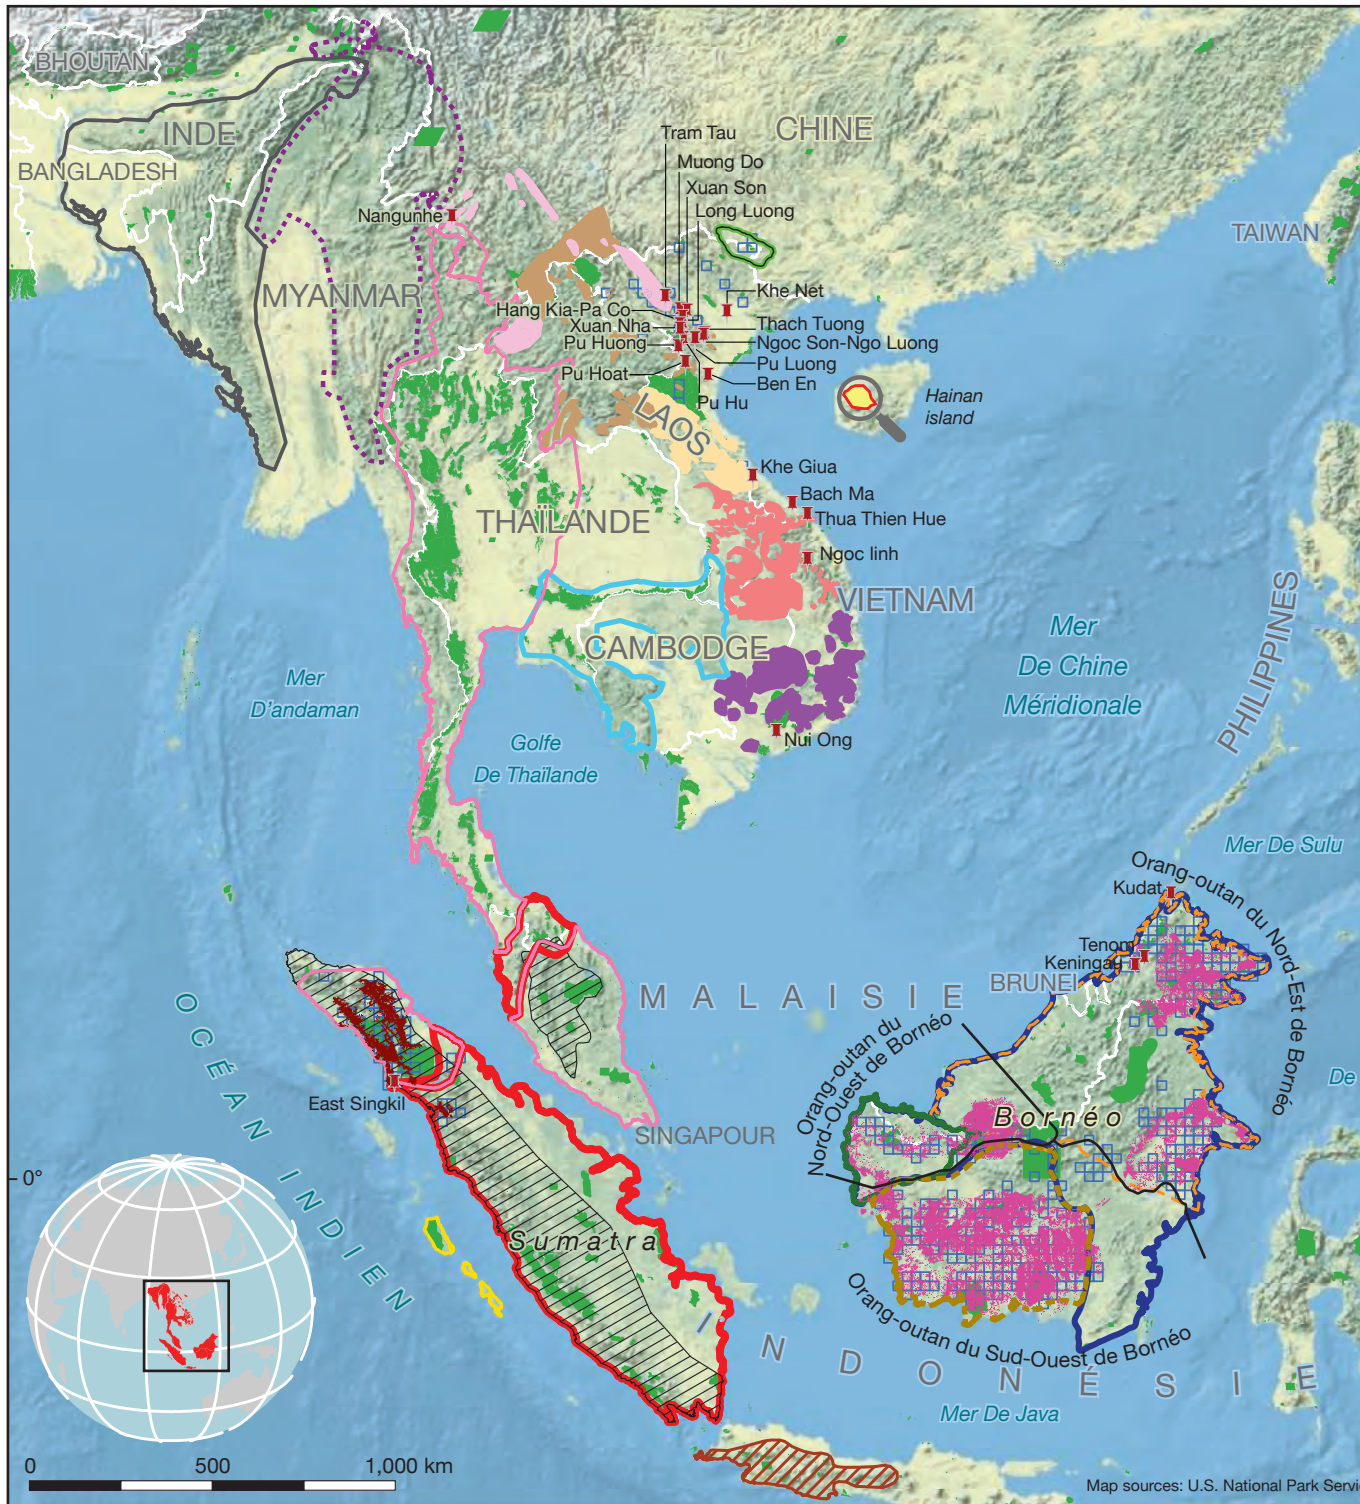 BHOUTAN
INDE
BANGLADESH
CHINE
Tram Tau
Muong Do
Xuan Son
Long Luong
Nangunhe
TAIWAN
MYANMAR
Khe Net
Hang Kia-Pa Co
Xuan Nha
Thach Tuong
Pu Huong
Ngoc Son-Ngo Luong
Pu Luong
Pu Hoat
Ben En
Pu Hu
Hainan
island
LAOS
Khe Giua
Bach Ma
Thua Thien Hue
THAÏLANDE
Ngoc linh
VIETNAM
CAMBODGE
Mer
De Chine
Méridionale
PHILIPPINES
Mer
D'andaman
Golfe
De Thaïlande
Nui Ong
Mer De Sulu
Kudat
Orang-outan du Nord-Est de Bornéo
Tenom
Keningau
BRUNEI
MALAISIE
Orang-outan du
Nord-Ouest de Bornéo
OCÉAN INDIEN
East Singkil
De
Bornéo
SINGAPOUR
0°
Sumatra
Orang-outan du Sud-Ouest de Bornéo
INDONÉSIE
Mer De Java
0 500 1,000 km
Map sources: U.S. National Park Servi